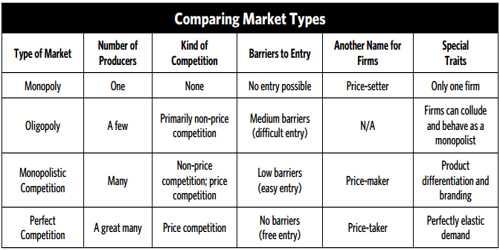 Comparing Market Types
Type of Market
Number of
Producers
Kind of
Competition
Barriers to Entry
Another Name for
Firms
Special
Traits
Monopoly
One
None
No entry possible
Price-setter
Only one firm
Oligopoly
A few
Primarily non-price
competition
Medium barriers
(difficult entry)
N/A
Firms can collude
and behave as a
monopolist
Monopolistic
Competition
Many
Non-price
competition; price
competition
Low barriers
(easy entry)
Price-maker
Product
differentiation and
branding
Perfect
Competition
A great many
Price competition
No barriers
(free entry)
Price-taker
Perfectly elastic
demand